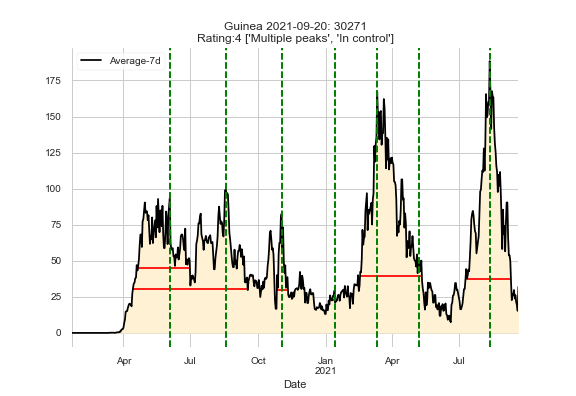 Guinea 2021-09-20: 30271
Rating:4 ['Multiple peaks', 'In control']
Average-7d
175
150
125
100
75
50
25
0
Apr Jul Oct Jan Apr Jul
2021
Date